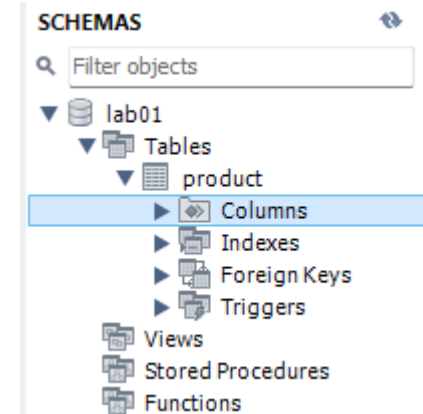 SCHEMAS
Filter objects
lab01
Tables
product
Columns
Indexes
Foreign Keys
Triggers
Views
Stored Procedures
Functions